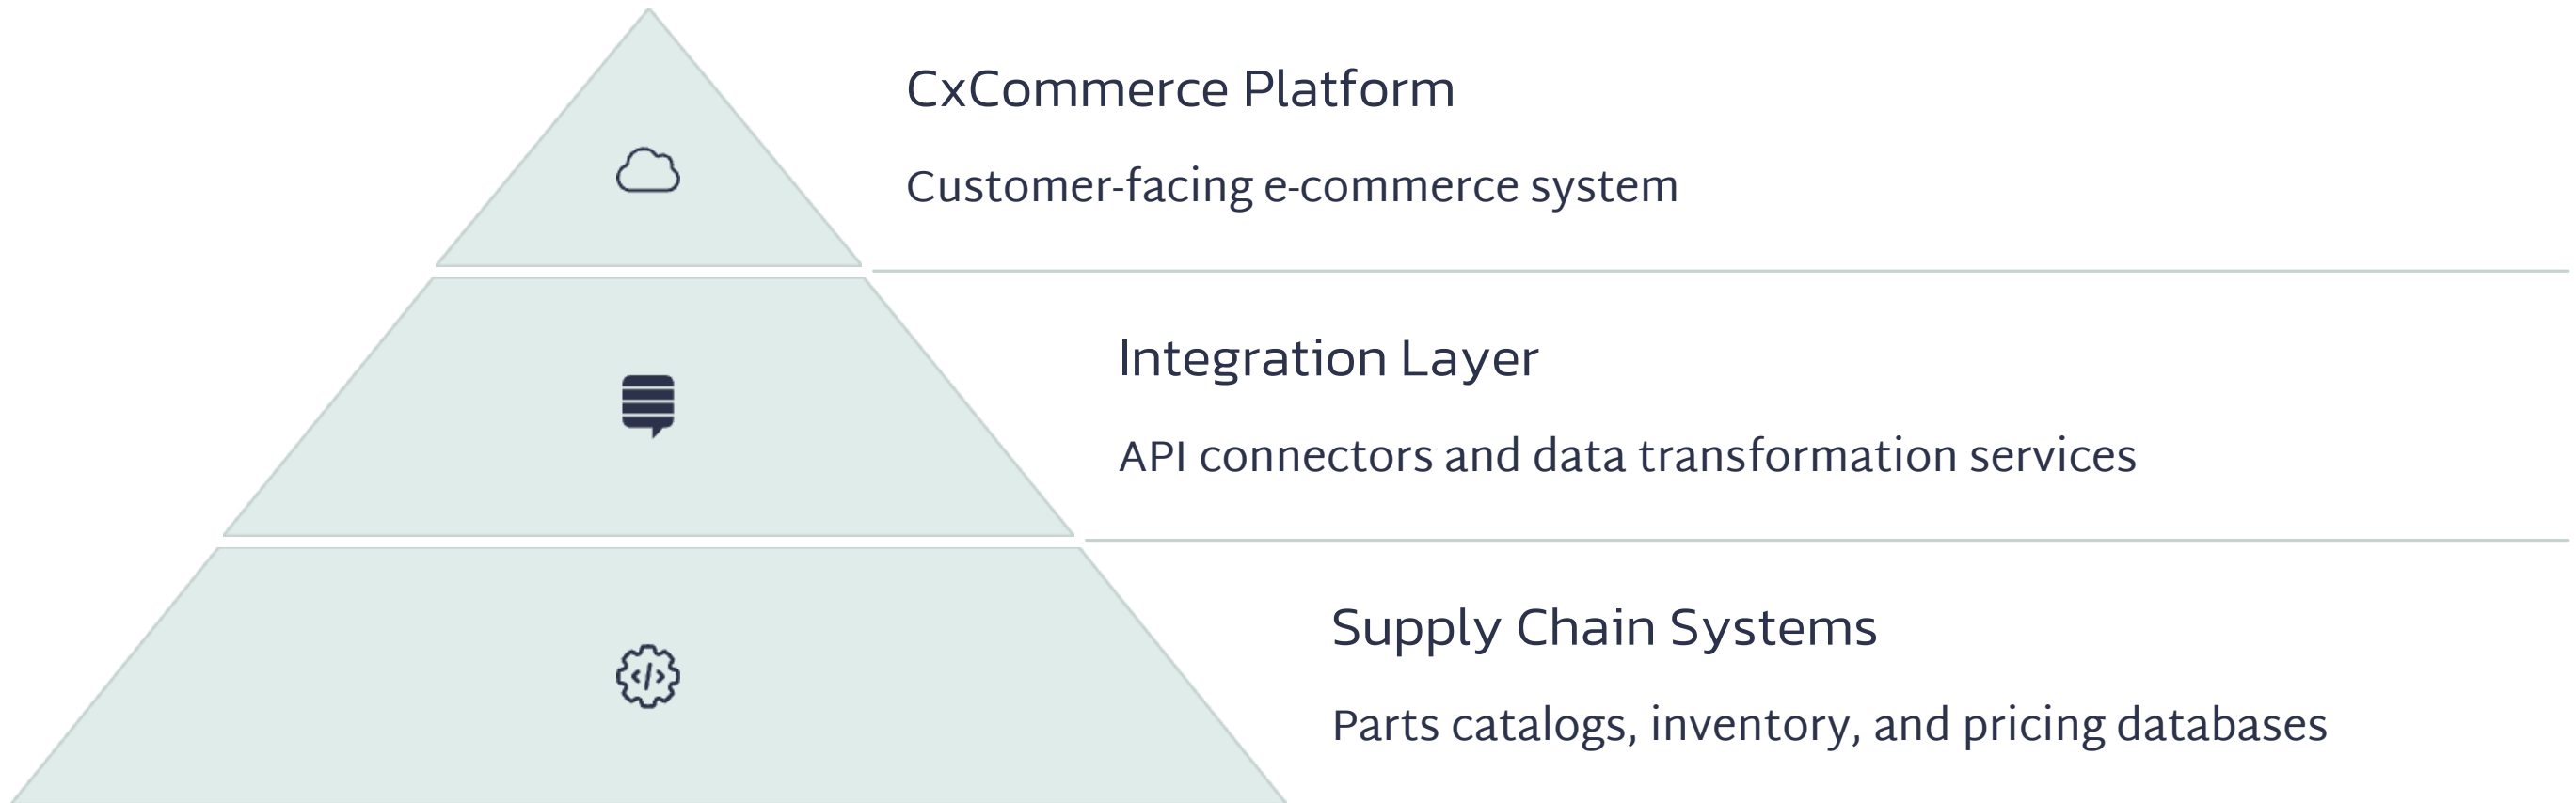 CxCommerce Platform
Customer-facing e-commerce system
Integration Layer
API connectors and data transformation services
</>
Supply Chain Systems
Parts catalogs, inventory, and pricing databases